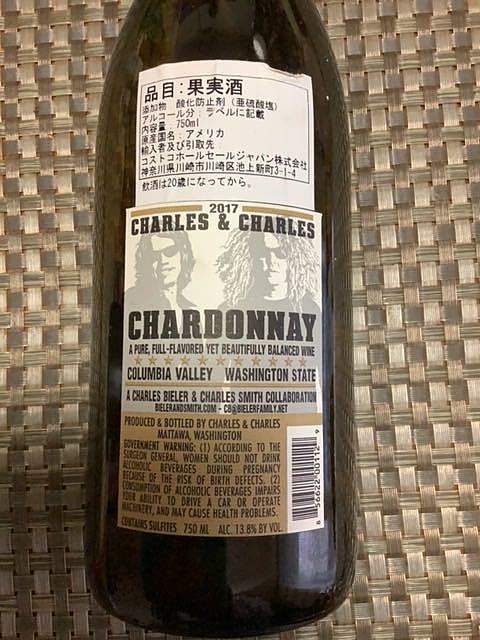 品目:果実酒
添加物:酸化防止剤(亜硫酸塩)
アルコール分:ラベルに記載
内容量:750ml
原産国名:アメリカ
輸入者及び引取先:
コストコホールセールジャパン株式会社
神奈川県川崎市川崎区池上新町3-1-4
飲酒は20歳になってから。
2017
CHARLES & CHARLES
CHARDONNAY
A PURE, FULL-FLAVORED YET BEAUTIFULLY BALANCED WINE
COLUMBIA VALLEY WASHINGTON STATE
A CHARLES BIELER & CHARLES SMITH COLLABORATION
BIELERANDSMITH.COM - CB@BIELERFAMILY.NET
PRODUCED & BOTTLED BY CHARLES & CHARLES
MATTAWA, WASHINGTON
GOVERNMENT WARNING: (1) ACCORDING TO THE
SURGEON GENERAL, WOMEN SHOULD NOT DRINK
ALCOHOLIC BEVERAGES DURING PREGNANCY
BECAUSE OF THE RISK OF BIRTH DEFECTS. (2)
CONSUMPTION OF ALCOHOLIC BEVERAGES IMPAIRS
YOUR ABILITY TO DRIVE A CAR OR OPERATE
MACHINERY, AND MAY CAUSE HEALTH PROBLEMS.
CONTAINS SULFITES 750 ML ALC. 13.8% BY VOL.
8 56622 00112 9